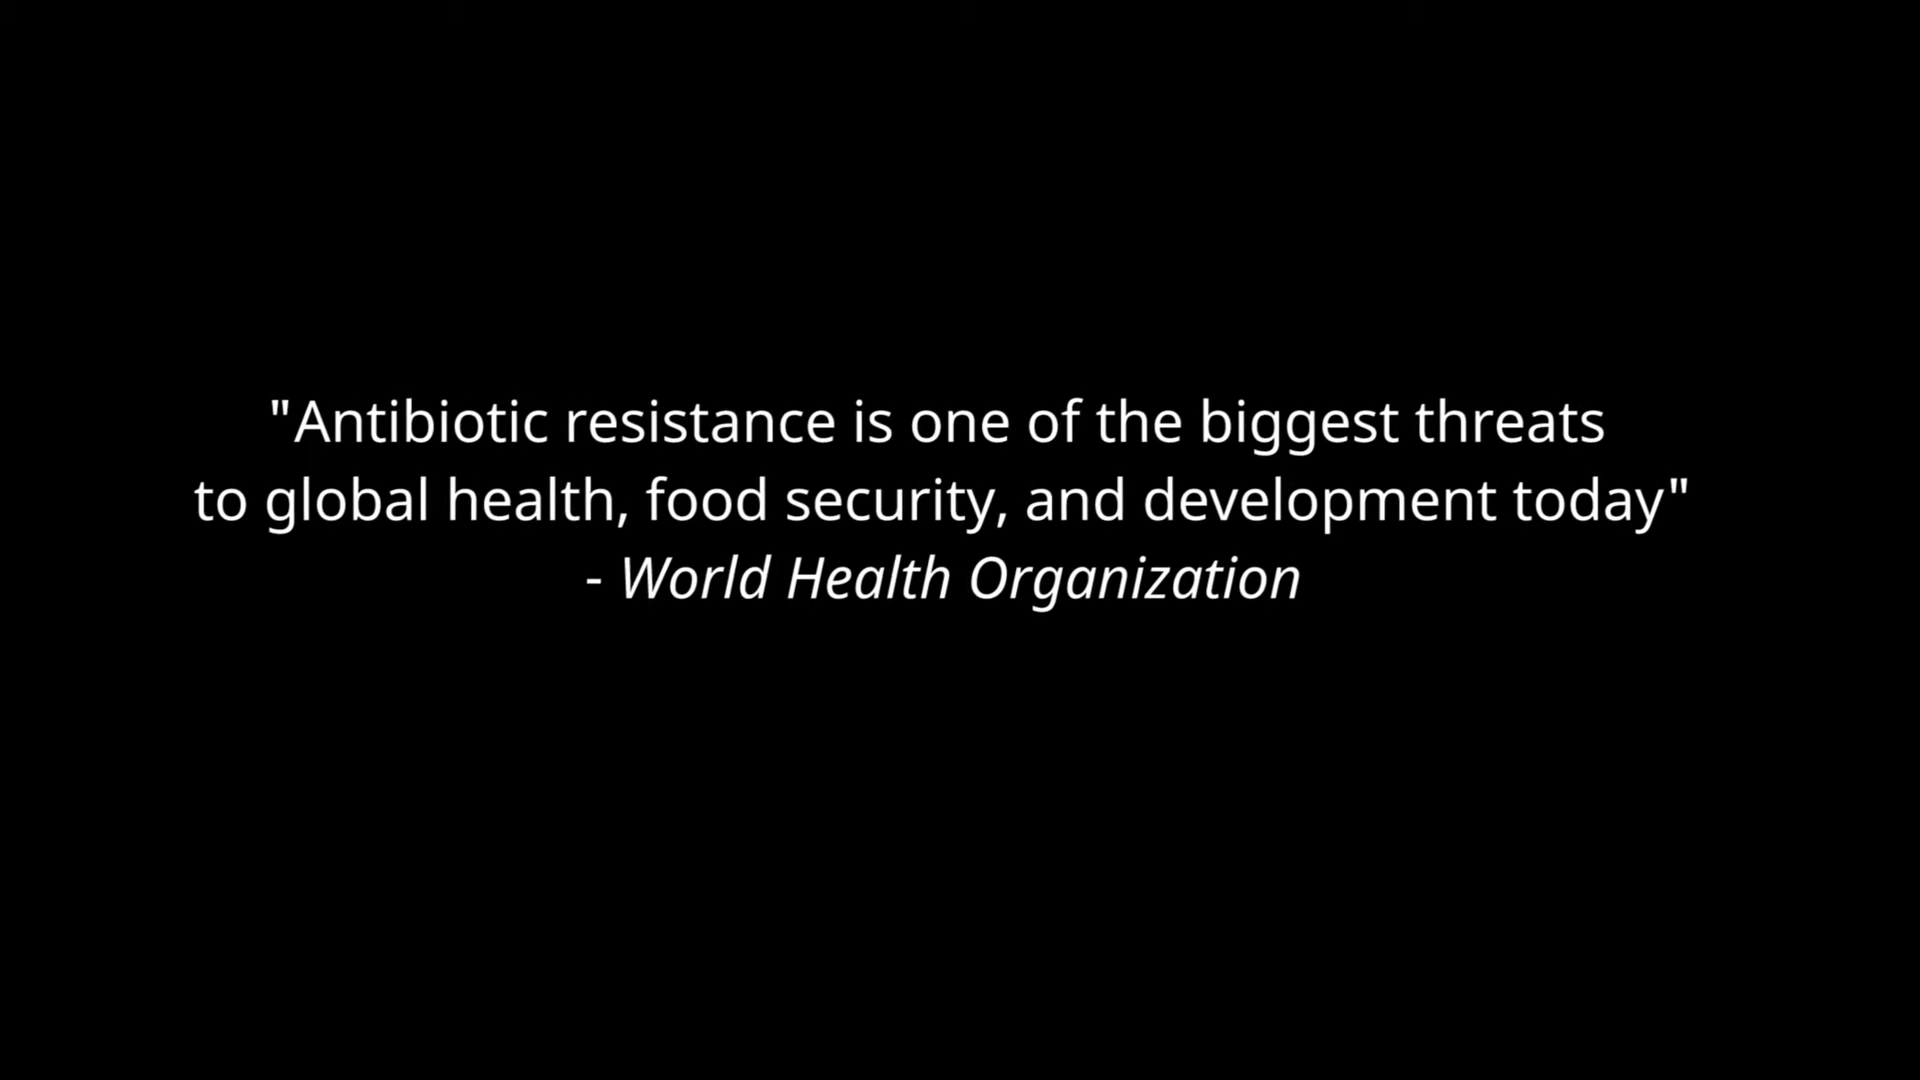 "Antibiotic resistance is one of the biggest threats
to global health, food security, and development today"
- World Health Organization